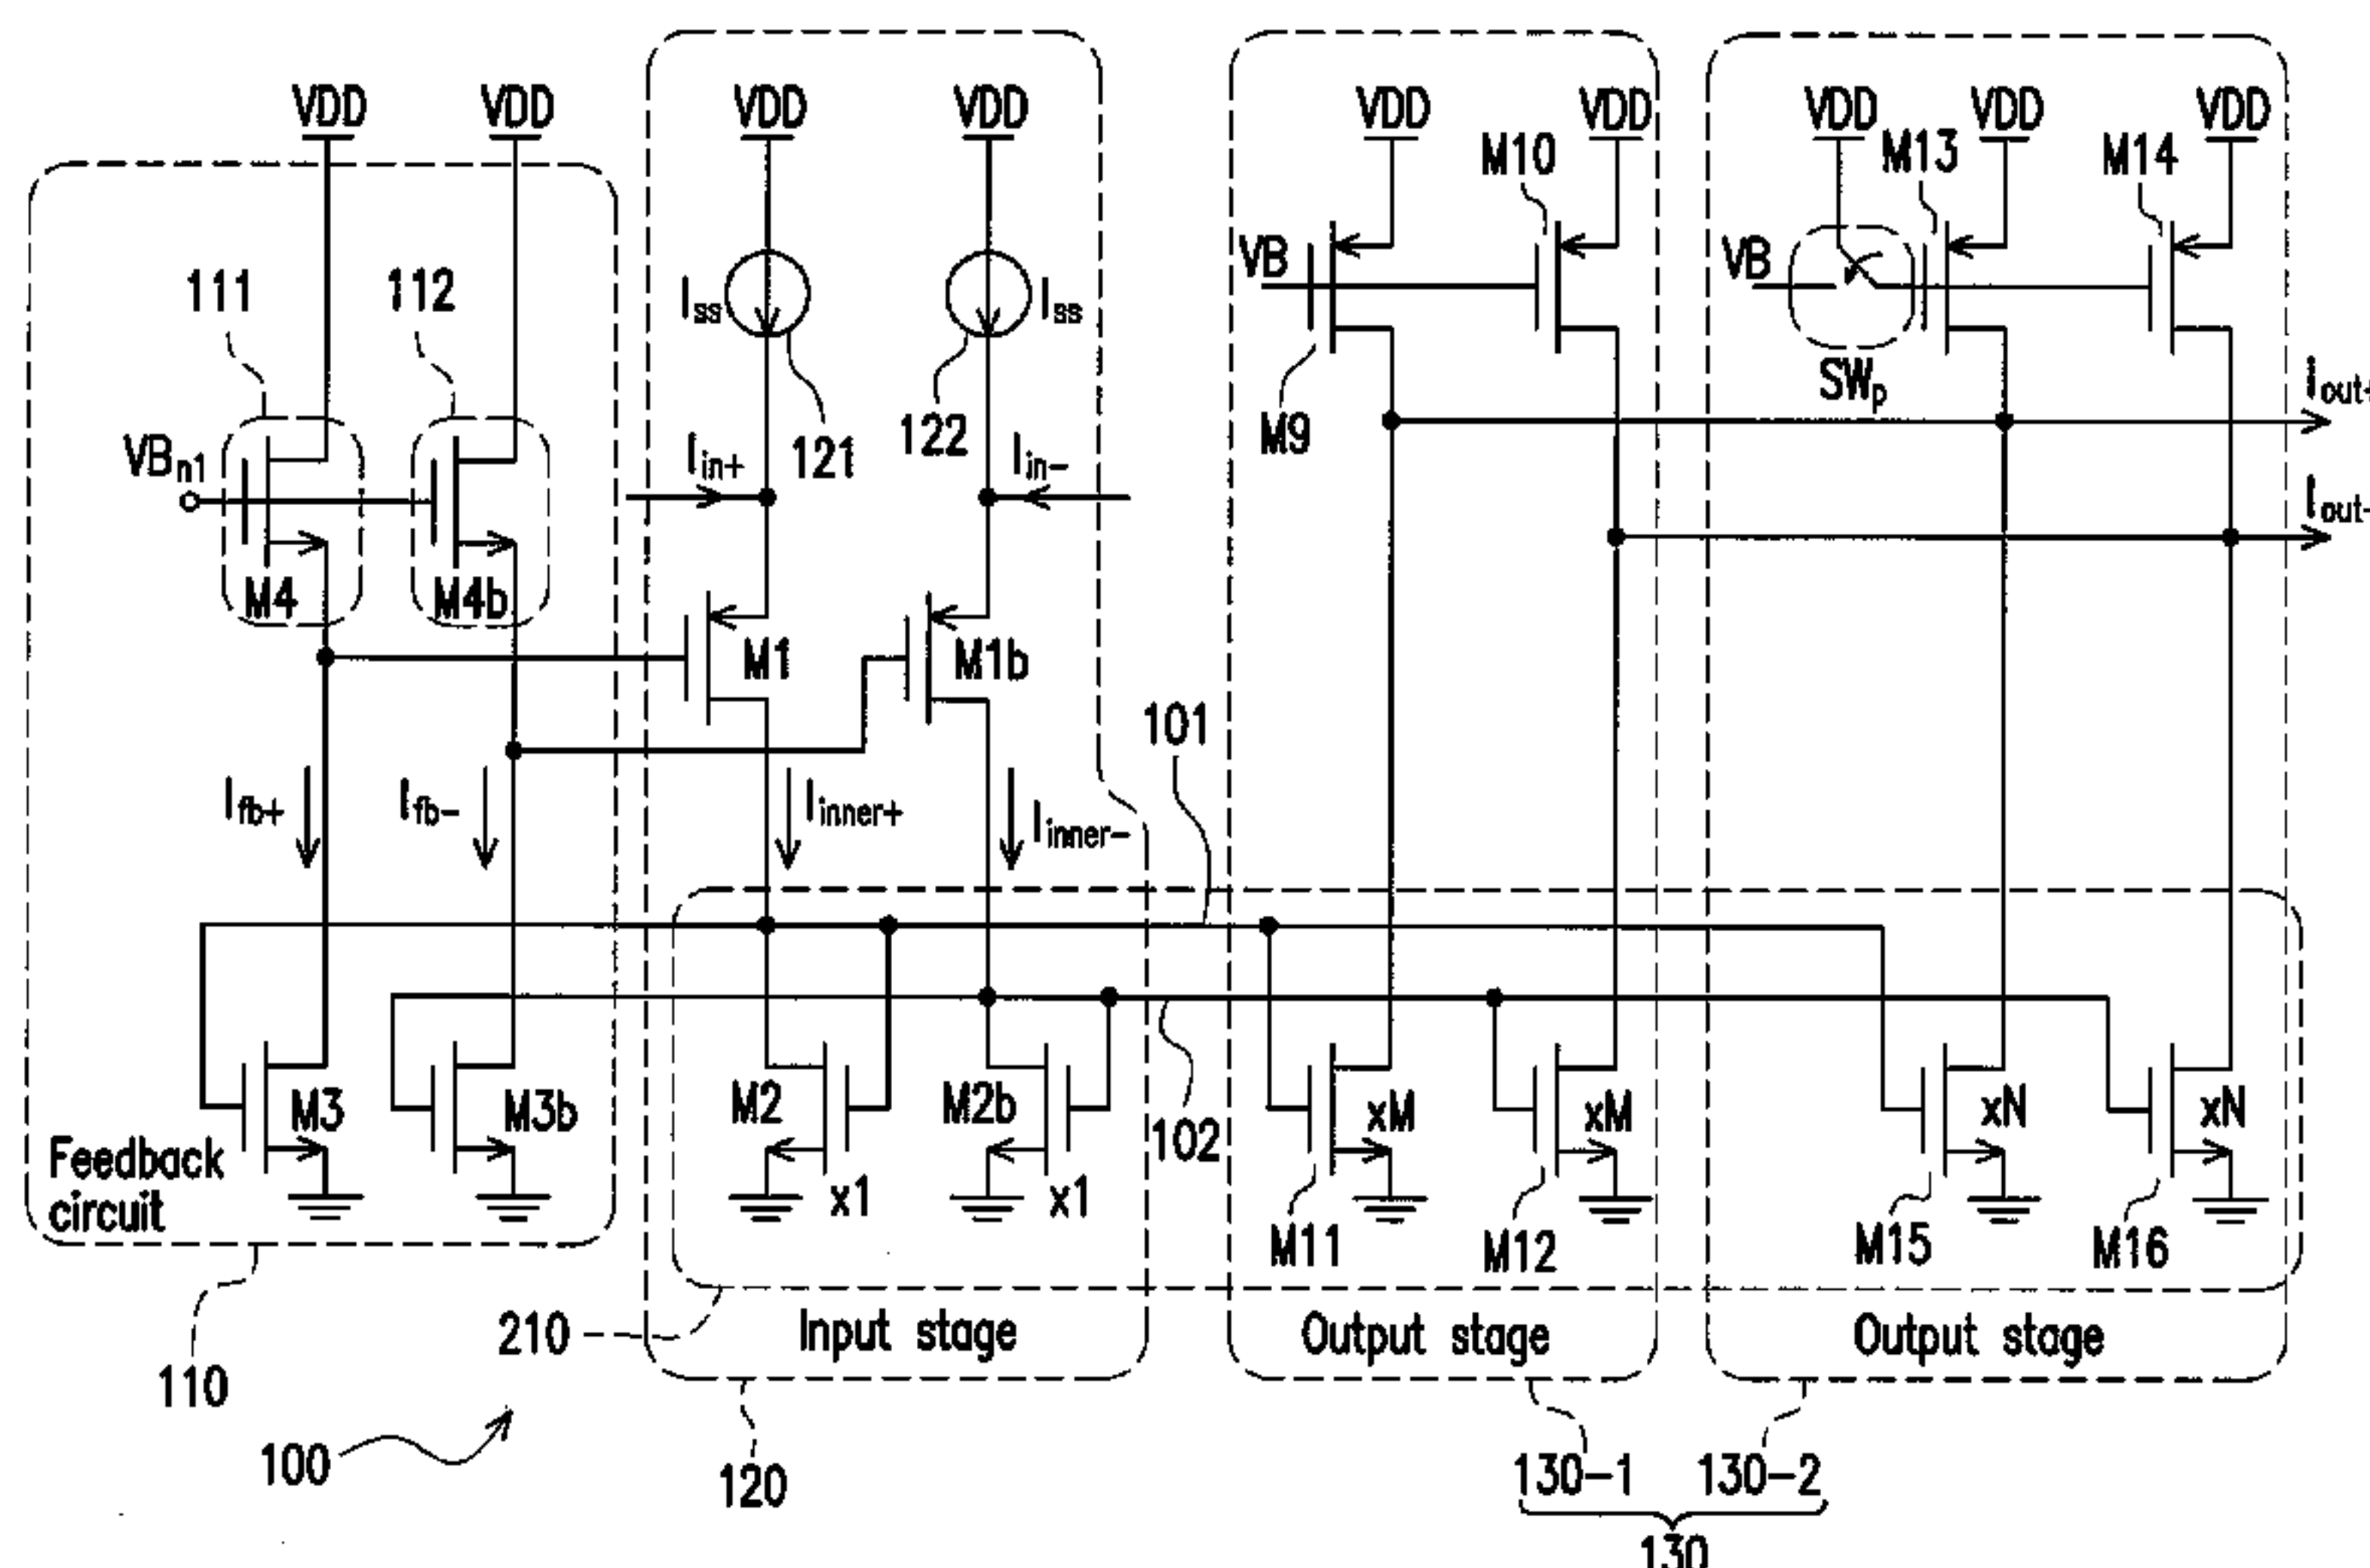 VDD VDD VDD VDD VDD VDD VDD VDD VDD
M10 M13 M14
111 112 Iss Iss VB VB
SWp
Iout+
VBn1 Iin+ 121 122 Iin- M9
Iout-
M4 M4b
M1 M1b
101
Ifb+ Ifb- Iinner+ Iinner-
M3 M3b M2 M2b xM xM xN xN
102
Feedback
circuit
x1 x1
M11 M12 M15 M16
210 Input stage Output stage Output stage
110
100 120 130-1 130-2
130